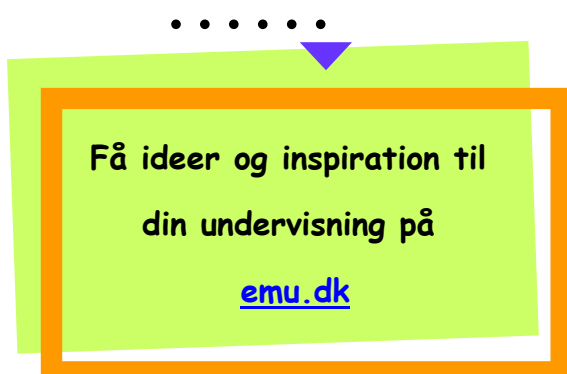 Få ideer og inspiration til
din undervisning på
emu.dk